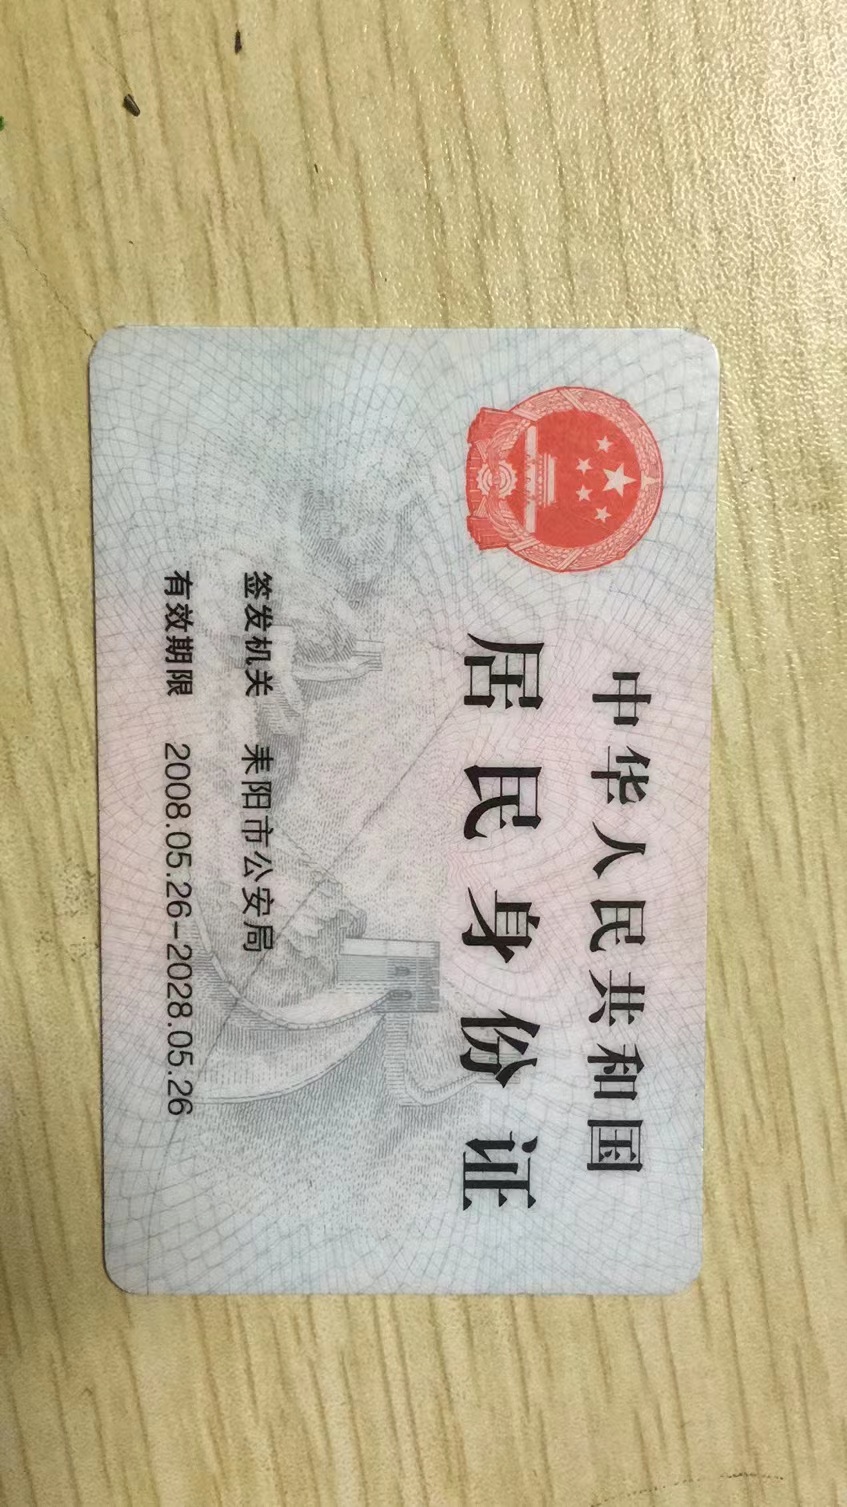 中华人民共和国
居民身份证
签发机关 耒阳市公安局
有效期限 2008.05.26-2028.05.26